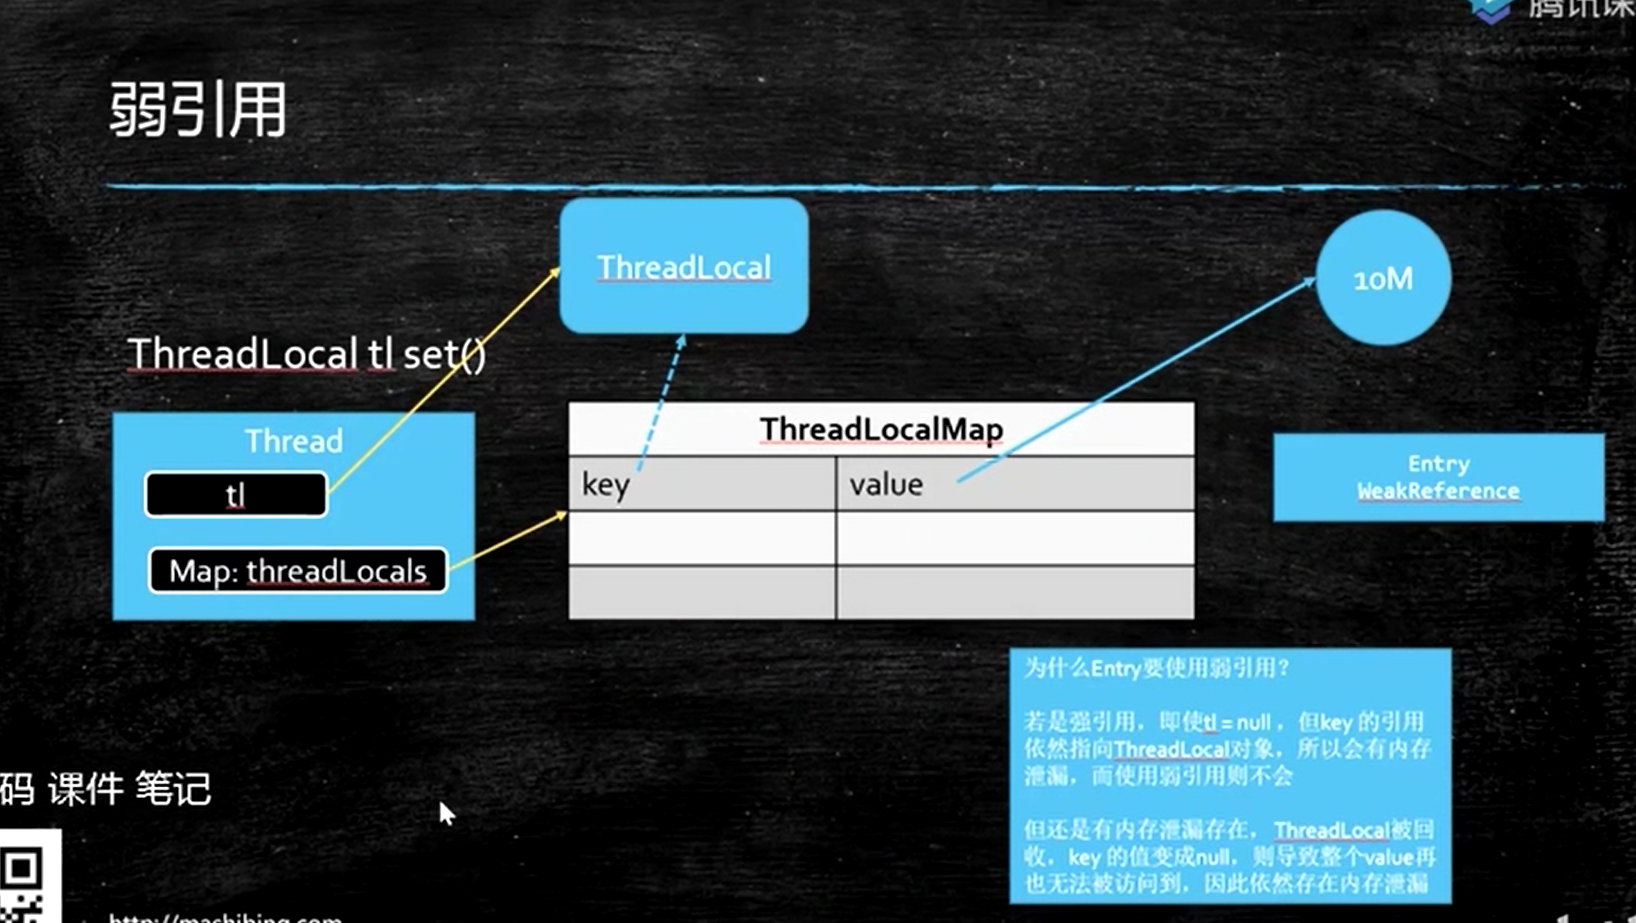 腾讯课
弱引用
ThreadLocal
10M
ThreadLocal tl set()
Thread
tl
Map: threadLocals
ThreadLocalMap
key
value
Entry
WeakReference
为什么Entry要使用弱引用？
若是强引用，即使tl = null ，但key 的引用
依然指向ThreadLocal对象，所以会有内存
泄漏，而使用弱引用则不会
但还是有内存泄漏存在， ThreadLocal被回
收，key 的值变成null，则导致整个value再
也无法被访问到，因此依然存在内存泄漏
码 课件 笔记
http://mashibing.com